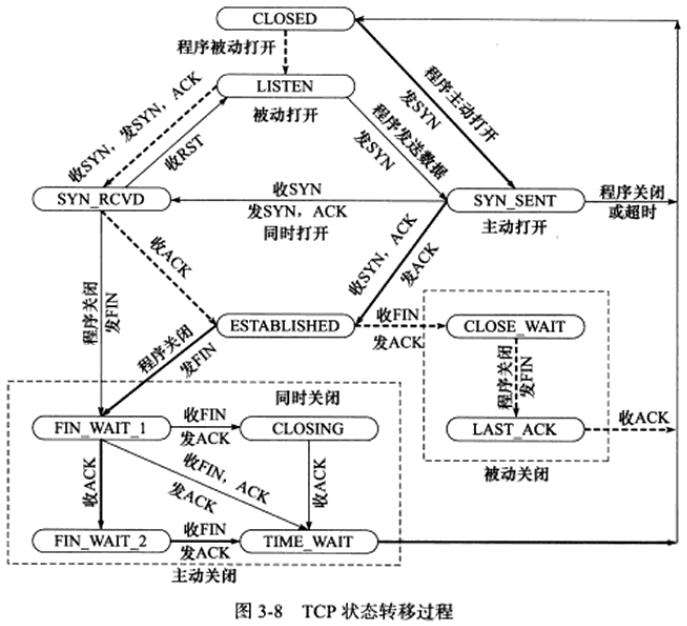 CLOSED
程序被动打开
LISTEN
被动打开
程序主动打开
发SYN
收SYN，发SYN，ACK
收RST
程序发送数据
发SYN
SYN_RCVD
收SYN
发SYN，ACK
同时打开
SYN_SENT
主动打开
程序关闭
或超时
收ACK
收SYN，ACK
发ACK
程序关闭
发FIN
ESTABLISHED
收FIN
发ACK
CLOSE_WAIT
程序关闭
发FIN
程序关闭
发FIN
LAST_ACK
收ACK
被动关闭
同时关闭
FIN_WAIT_1
收FIN
发ACK
CLOSING
收ACK
收FIN，ACK
发ACK
收ACK
FIN_WAIT_2
收FIN
发ACK
TIME_WAIT
主动关闭
图 3-8 TCP 状态转移过程